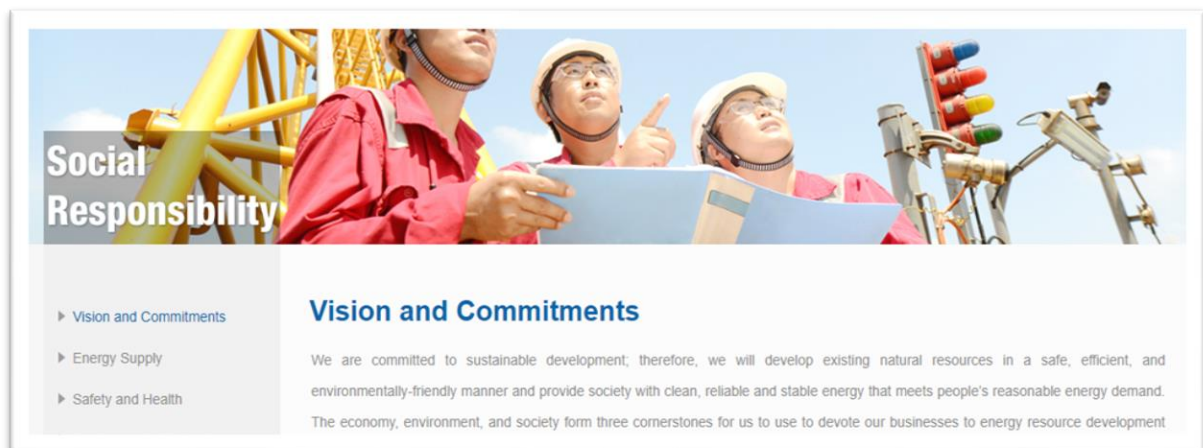 Social
Responsibility
Vision and Commitments
Energy Supply
Safety and Health
Vision and Commitments
We are committed to sustainable development; therefore, we will develop existing natural resources in a safe, efficient, and
environmentally-friendly manner and provide society with clean, reliable and stable energy that meets people's reasonable energy demand.
The economy, environment, and society form three cornerstones for us to use to devote our businesses to energy resource development